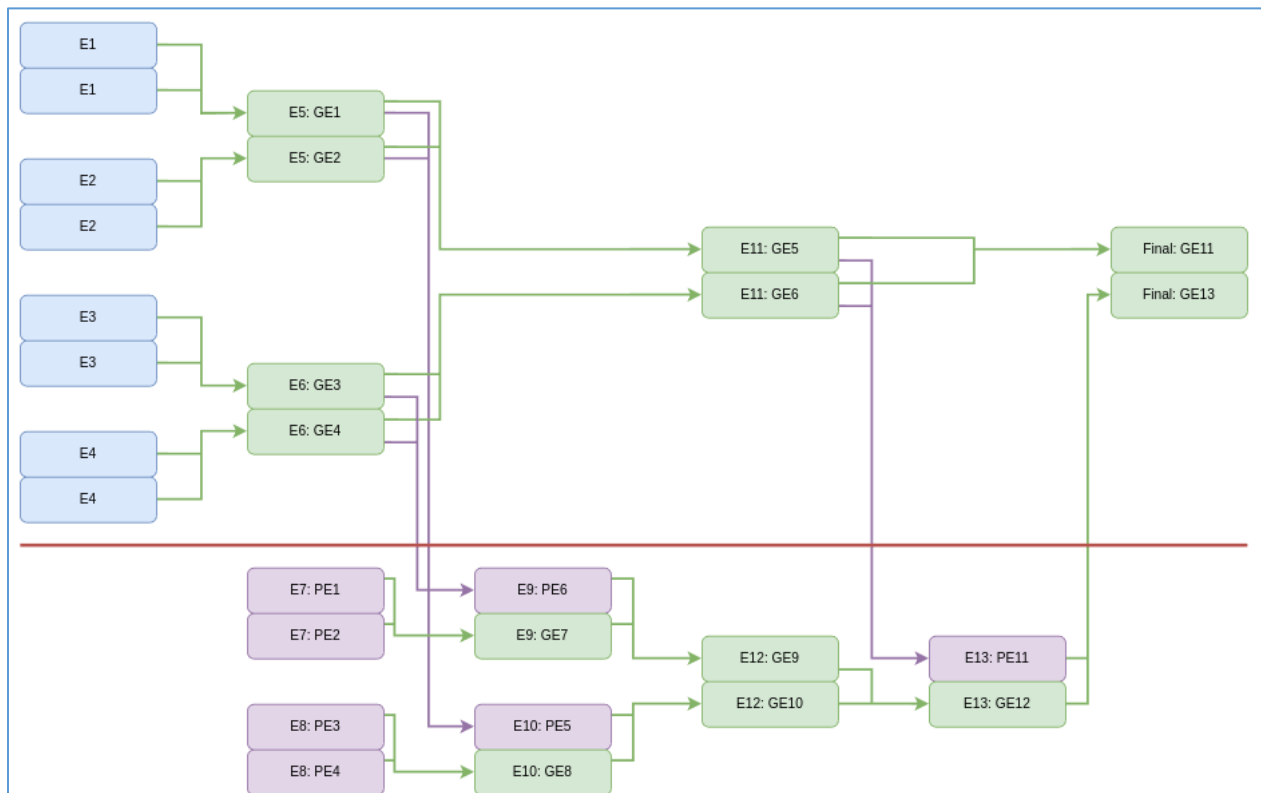 E1
E1
E2
E2
E3
E3
E4
E4
E5: GE1
E5: GE2
E6: GE3
E6: GE4
E11: GE5
E11: GE6
Final: GE11
Final: GE13
E7: PE1
E7: PE2
E8: PE3
E8: PE4
E9: PE6
E9: GE7
E10: PE5
E10: GE8
E12: GE9
E12: GE10
E13: PE11
E13: GE12